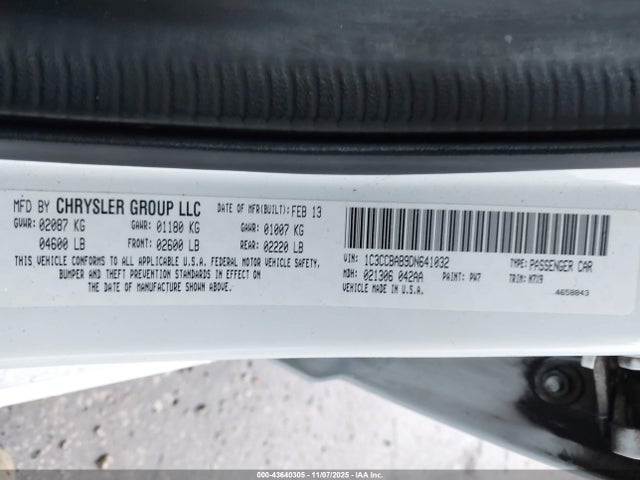 MFD BY CHRYSLER GROUP LLC DATE OF MFR(BUILT): FEB 13
GVWR: 02087 KG GAWR: 01180 KG GAWR: 01007 KG
04600 LB FRONT: 02600 LB REAR: 02220 LB
THIS VEHICLE CONFORMS TO ALL APPLICABLE U.S.A. FEDERAL MOTOR VEHICLE SAFETY,
BUMPER AND THEFT PREVENTION STANDARDS IN EFFECT ON
THE DATE OF MANUFACTURE SHOWN ABOVE.
VIN: 1C3CCBAB9DN641032 TYPE: PASSENGER CAR
MDH: 021306 042AA PAINT: PW7 TRIM: M7X9
VEHICLE MADE IN U.S.A. 4658843
000-43640305 - 11/07/2025 - IAAI.COM